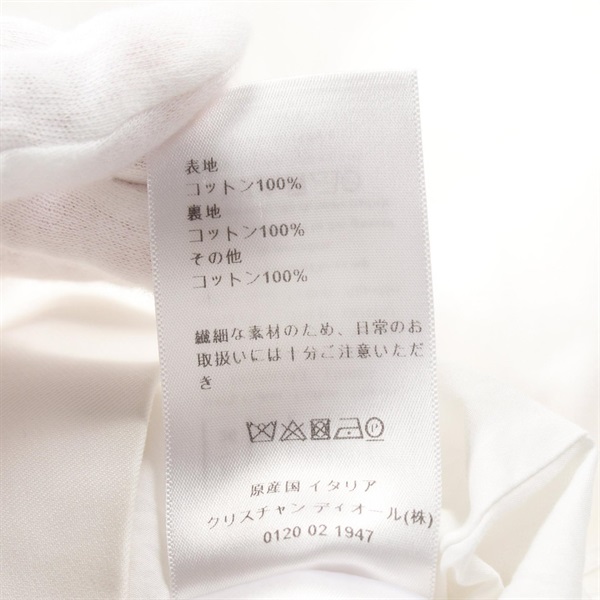 表地
コットン100%
裏地
コットン100%
その他
コットン100%
繊細な素材のため、日常のお
取扱いには十分ご注意いただ
き
原産国 イタリア
クリスチャン ディオール(株)
0120 02 1947